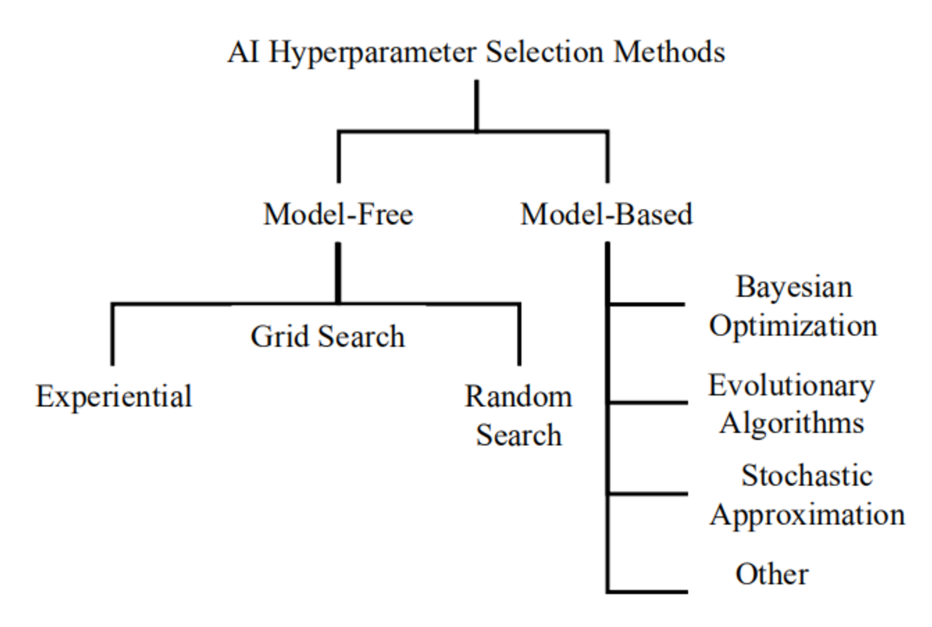 AI Hyperparameter Selection Methods
Model-Free
Model-Based
Experiential
Grid Search
Random
Search
Bayesian
Optimization
Evolutionary
Algorithms
Stochastic
Approximation
Other